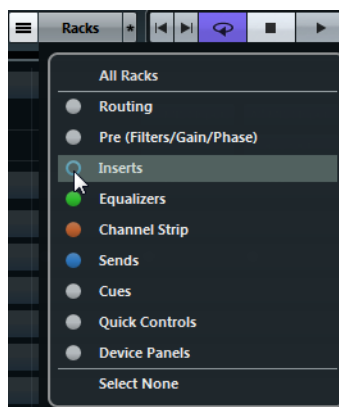 Racks *
All Racks
Routing
Pre (Filters/Gain/Phase)
Inserts
Equalizers
Channel Strip
Sends
Cues
Quick Controls
Device Panels
Select None